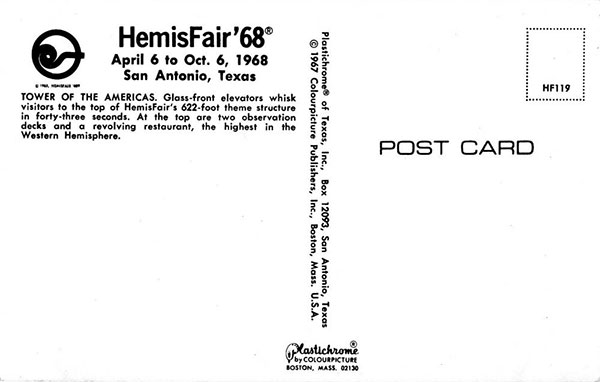 HemisFair '68®
April 6 to Oct. 6, 1968
San Antonio, Texas
TOWER OF THE AMERICAS. Glass-front elevators whisk
visitors to the top of HemisFair's 622-foot theme structure
in forty-three seconds. At the top are two observation
decks and a revolving restaurant, the highest in the
Western Hemisphere.
Plastichrome® of Texas, Inc., Box 12093, San Antonio, Texas
© 1967 Colourpicture Publishers, Inc., Boston, Mass. U.S.A.
HF119
POST CARD
Plastichrome®
by COLOURPICTURE
BOSTON, MASS. 02130